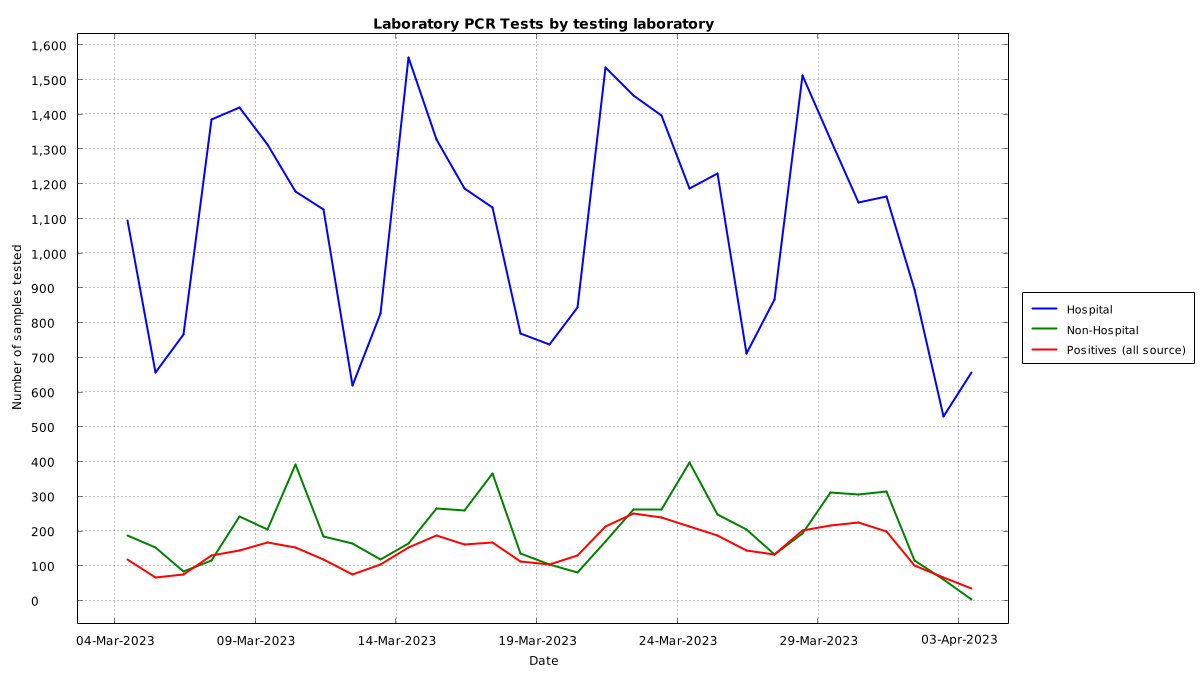 Laboratory PCR Tests by testing laboratory
1,600
1,500
1,400
1,300
1,200
1,100
1,000
900
800
700
600
500
400
300
200
100
0
Number of samples tested
04-Mar-2023 09-Mar-2023 14-Mar-2023 19-Mar-2023 24-Mar-2023 29-Mar-2023 03-Apr-2023
Date
Hospital
Non-Hospital
Positives (all source)